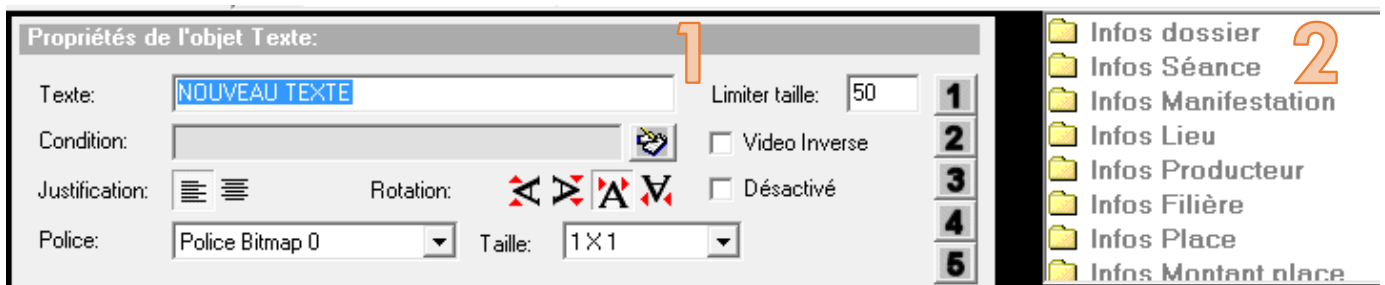 Propriétés de l'objet Texte:
1
Texte:
NOUVEAU TEXTE
Limiter taille:
50
Condition:
Video Inverse
Justification:
Rotation:
Désactivé
Police:
Police Bitmap 0
Taille:
1 X 1
1
2
3
4
5
2
Infos dossier
Infos Séance
Infos Manifestation
Infos Lieu
Infos Producteur
Infos Filière
Infos Place
Infos Montant place